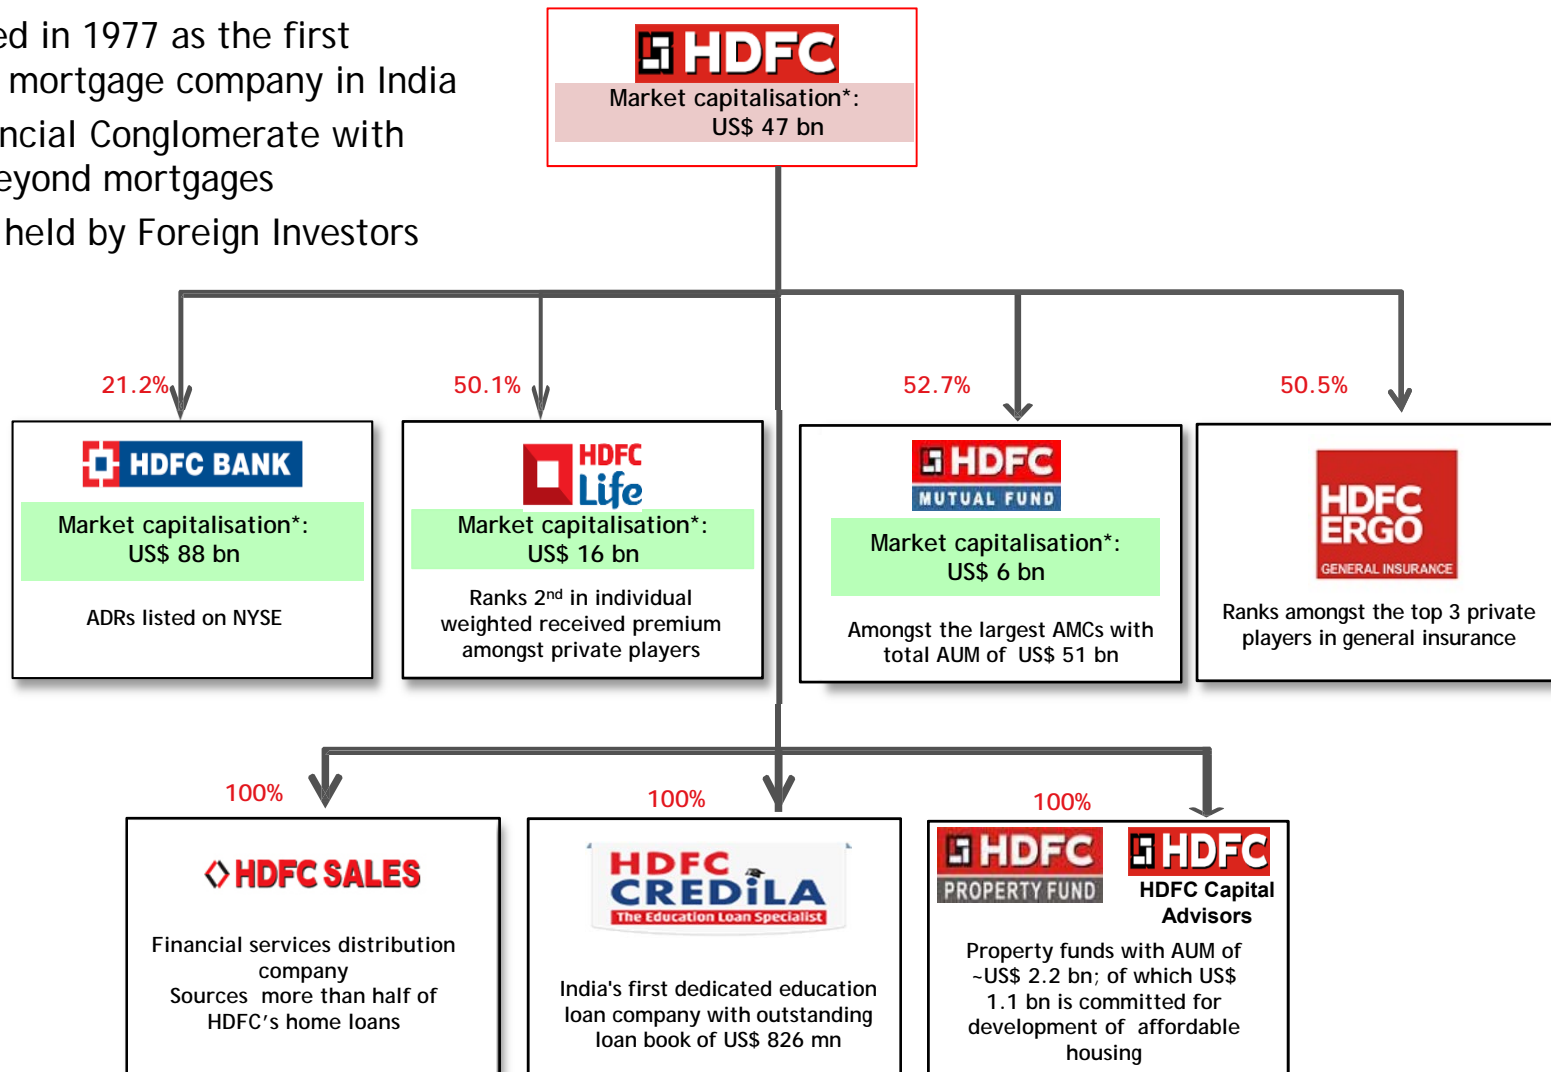 ed in 1977 as the first
mortgage company in India
ncial Conglomerate with
eyond mortgages
held by Foreign Investors
HDFC
Market capitalisation*:
US$ 47 bn
21.2%
50.1%
52.7%
50.5%
HDFC BANK
Market capitalisation*:
US$ 88 bn
ADRs listed on NYSE
HDFC
Life
Market capitalisation*:
US$ 16 bn
Ranks 2nd in individual
weighted received premium
amongst private players
HDFC
MUTUAL FUND
Market capitalisation*:
US$ 6 bn
Amongst the largest AMCs with
total AUM of US$ 51 bn
HDFC
ERGO
GENERAL INSURANCE
Ranks amongst the top 3 private
players in general insurance
100%
100%
100%
HDFC SALES
Financial services distribution
company
Sources more than half of
HDFC’s home loans
HDFC
CREDiLA
The Education Loan Specialist
India's first dedicated education
loan company with outstanding
loan book of US$ 826 mn
HDFC
PROPERTY FUND
HDFC
HDFC Capital
Advisors
Property funds with AUM of
~US$ 2.2 bn; of which US$
1.1 bn is committed for
development of affordable
housing